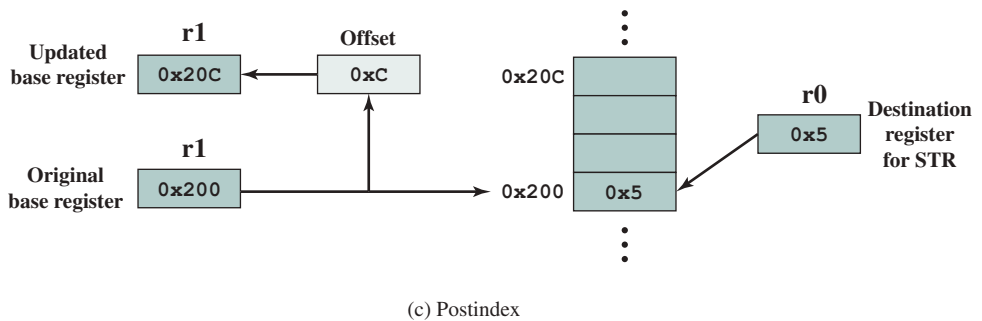 r1
Offset
Updated
base register
0x20C
0xC
0x20C
r0
Destination
register
for STR
0x5
r1
Original
base register
0x200
0x200
0x5
(c) Postindex